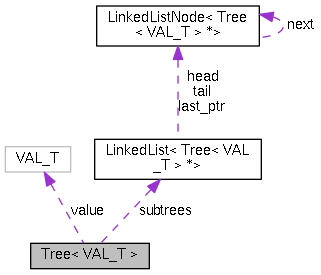 LinkedListNode< Tree
< VAL_T > *>
next
head
tail
last_ptr
VAL_T
LinkedList< Tree< VAL
_T > *>
value
subtrees
Tree< VAL_T >